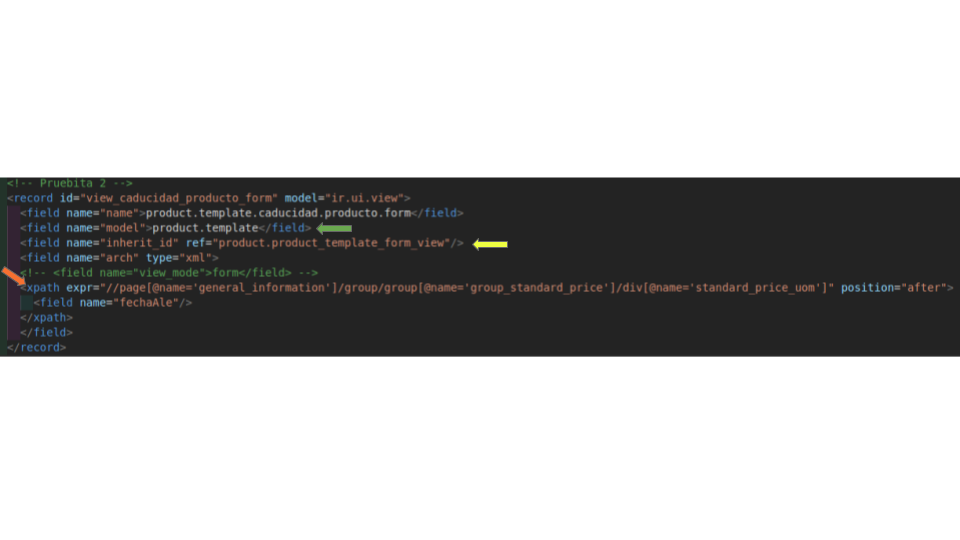 <!-- Pruebita 2 -->
<record id="view_caducidad_producto_form" model="ir.ui.view">
<field name="name">product.template.caducidad.producto.form</field>
<field name="model">product.template</field>
<field name="inherit_id" ref="product.product_template_form_view"/>
<field name="arch" type="xml">
<!-- <field name="view_mode">form</field> -->
<xpath expr="//page[@name='general_information']/group/group[@name='group_standard_price']/div[@name='standard_price_uom']" position="after">
<field name="fechaAle"/>
</xpath>
</field>
</record>